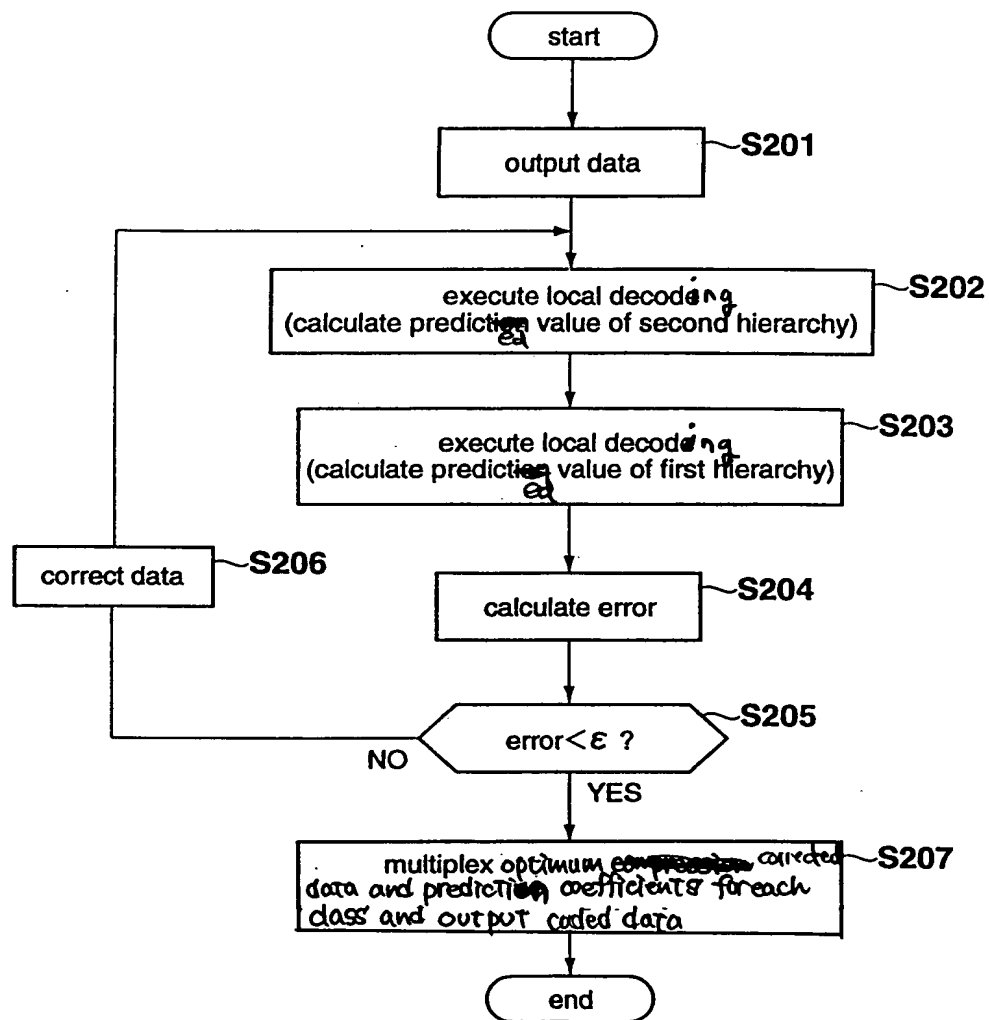 start
output data
S201
execute local decoding
(calculate predicted value of second hierarchy)
S202
execute local decoding
(calculate predicted value of first hierarchy)
S203
correct data
S206
calculate error
S204
error<ε ?
S205
NO
YES
multiplex optimum corrected
data and prediction coefficients for each
class and output coded data
S207
end